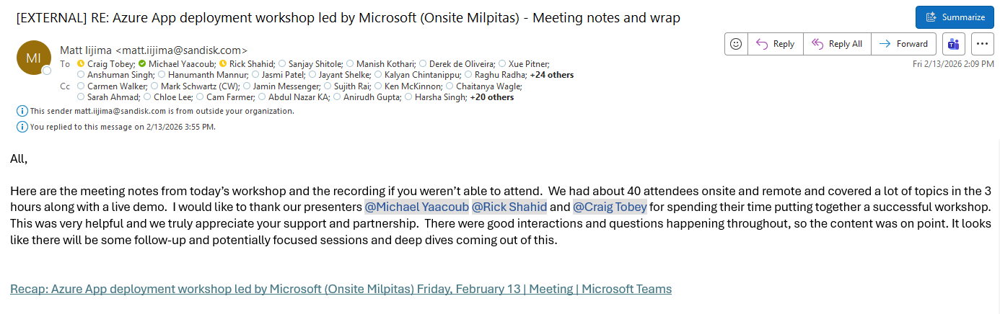 [EXTERNAL] RE: Azure App deployment workshop led by Microsoft (Onsite Milpitas) - Meeting notes and wrap
Summarize
MI
Matt Iijima <matt.iijima@sandisk.com>
Reply
Reply All
Forward
To Craig Tobey; Michael Yaacoub; Rick Shahid; Sanjay Shitole; Manish Kothari; Derek de Oliveira; Xue Pitner;
Fri 2/13/2026 2:09 PM
Anshuman Singh; Hanumanth Mannur; Jasmi Patel; Jayant Shelke; Kalyan Chintanippu; Raghu Radha; +24 others
Cc Carmen Walker; Mark Schwartz (CW); Jamin Messenger; Sujith Rai; Ken McKinnon; Chaitanya Wagle;
Sarah Ahmad; Chloe Lee; Cam Farmer; Abdul Nazar KA; Anirudh Gupta; Harsha Singh; +20 others
This sender matt.iijima@sandisk.com is from outside your organization.
You replied to this message on 2/13/2026 3:55 PM.
All,
Here are the meeting notes from today's workshop and the recording if you weren't able to attend.  We had about 40 attendees onsite and remote and covered a lot of topics in the 3
hours along with a live demo.  I would like to thank our presenters @Michael Yaacoub @Rick Shahid and @Craig Tobey for spending their time putting together a successful workshop.
This was very helpful and we truly appreciate your support and partnership.  There were good interactions and questions happening throughout, so the content was on point. It looks
like there will be some follow-up and potentially focused sessions and deep dives coming out of this.
Recap: Azure App deployment workshop led by Microsoft (Onsite Milpitas) Friday, February 13 | Meeting | Microsoft Teams